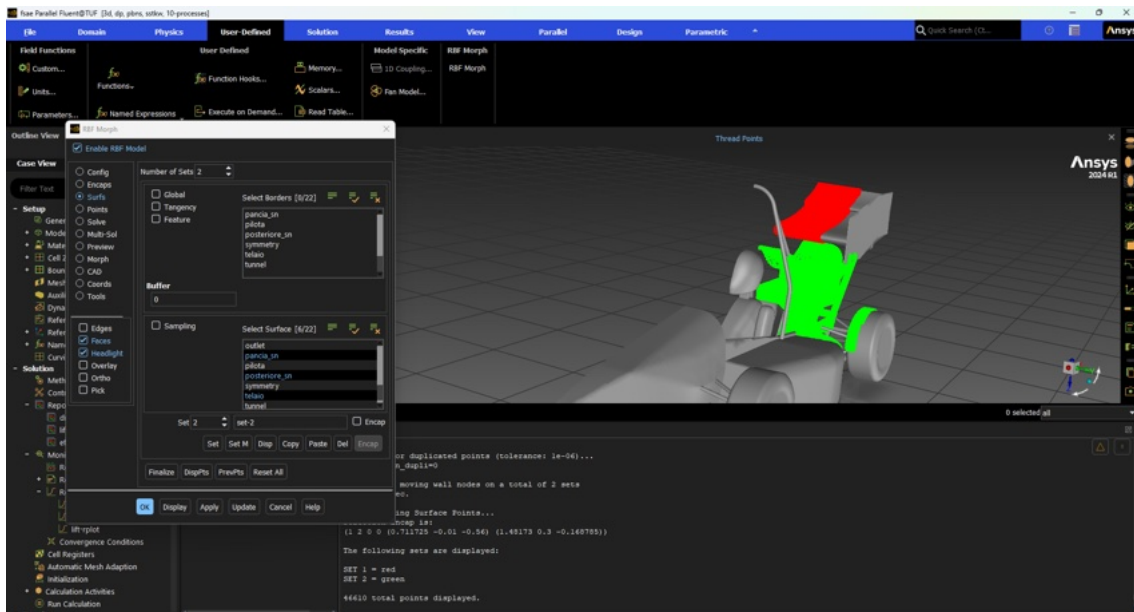 fsae Parallel Fluent@TUF [3d, dp, pbns, sstkw, 10-processes]
File Domain Physics User-Defined Solution Results View Parallel Design Parametric
Ansys
Field Functions User Defined Model Specific RBF Morph
Custom...
Units...
Parameters...
Functions
Named Expressions
Function Hooks...
Execute on Demand...
Memory...
Scalars...
Read Table...
1D Coupling...
Fan Model...
RBF Morph
Outline View
Case View
Filter Text
Setup
Solution
lift-rplot
Convergence Conditions
Cell Registers
Automatic Mesh Adaption
Initialization
Calculation Activities
Run Calculation
RBF Morph
Enable RBF Model
Config
Encaps
Surfs
Points
Solve
Multi-Sol
Preview
Morph
CAD
Coords
Tools
Edges
Faces
Headlight
Overlay
Ortho
Pick
Number of Sets 2
Global
Tangency
Feature
Select Borders [0/22]
pancia_sn
pilota
posteriore_sn
symmetry
telaio
tunnel
Buffer
0
Sampling
Select Surface [6/22]
outlet
pancia_sn
pilota
posteriore_sn
symmetry
telaio
tunnel
Set 2 set-2 Encap
Set Set M Disp Copy Paste Del Encap
Finalize DispPts PrevPts Reset All
OK Display Apply Update Cancel Help
Thread Points
Ansys
2024 R1
0 selected all
or duplicated points (tolerance: 1e-06)...
n_dupli=0
moving wall nodes on a total of 2 sets
ing Surface Points...
ncap is:
(1 2 0 0 (0.711725 -0.01 -0.56) (1.48173 0.3 -0.168785))
The following sets are displayed:
SET 1 = red
SET 2 = green
46610 total points displayed.